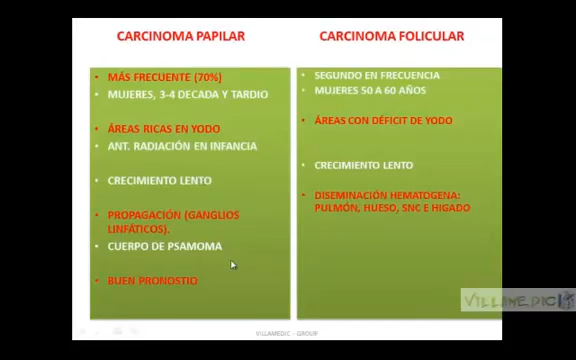 CARCINOMA PAPILAR
MÁS FRECUENTE (70%)
MUJERES, 3-4 DECADA Y TARDIO
ÁREAS RICAS EN YODO
ANT. RADIACIÓN EN INFANCIA
CRECIMIENTO LENTO
PROPAGACIÓN (GANGLIOS
LINFÁTICOS).
CUERPO DE PSAMOMA
BUEN PRONOSTIO
CARCINOMA FOLICULAR
SEGUNDO EN FRECUENCIA
MUJERES 50 A 60 AÑOS
ÁREAS CON DÉFICIT DE YODO
CRECIMIENTO LENTO
DISEMINACIÓN HEMATOGENA:
PULMÓN, HUESO, SNC E HIGADO
VILLAMEDIC
VILLAMEDIC - GROUP